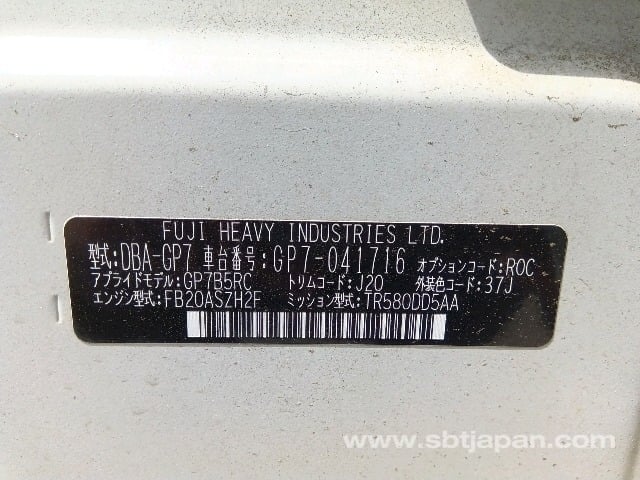 FUJI HEAVY INDUSTRIES LTD.
型式:DBA-GP7 車台番号:GP7-041716 オプションコード:ROC
アプライドモデル:GP7B5RC トリムコード:J20 外装色コード:37J
エンジン型式:FB20ASZH2F ミッション型式:TR580DD5AA
www.sbtjapan.com